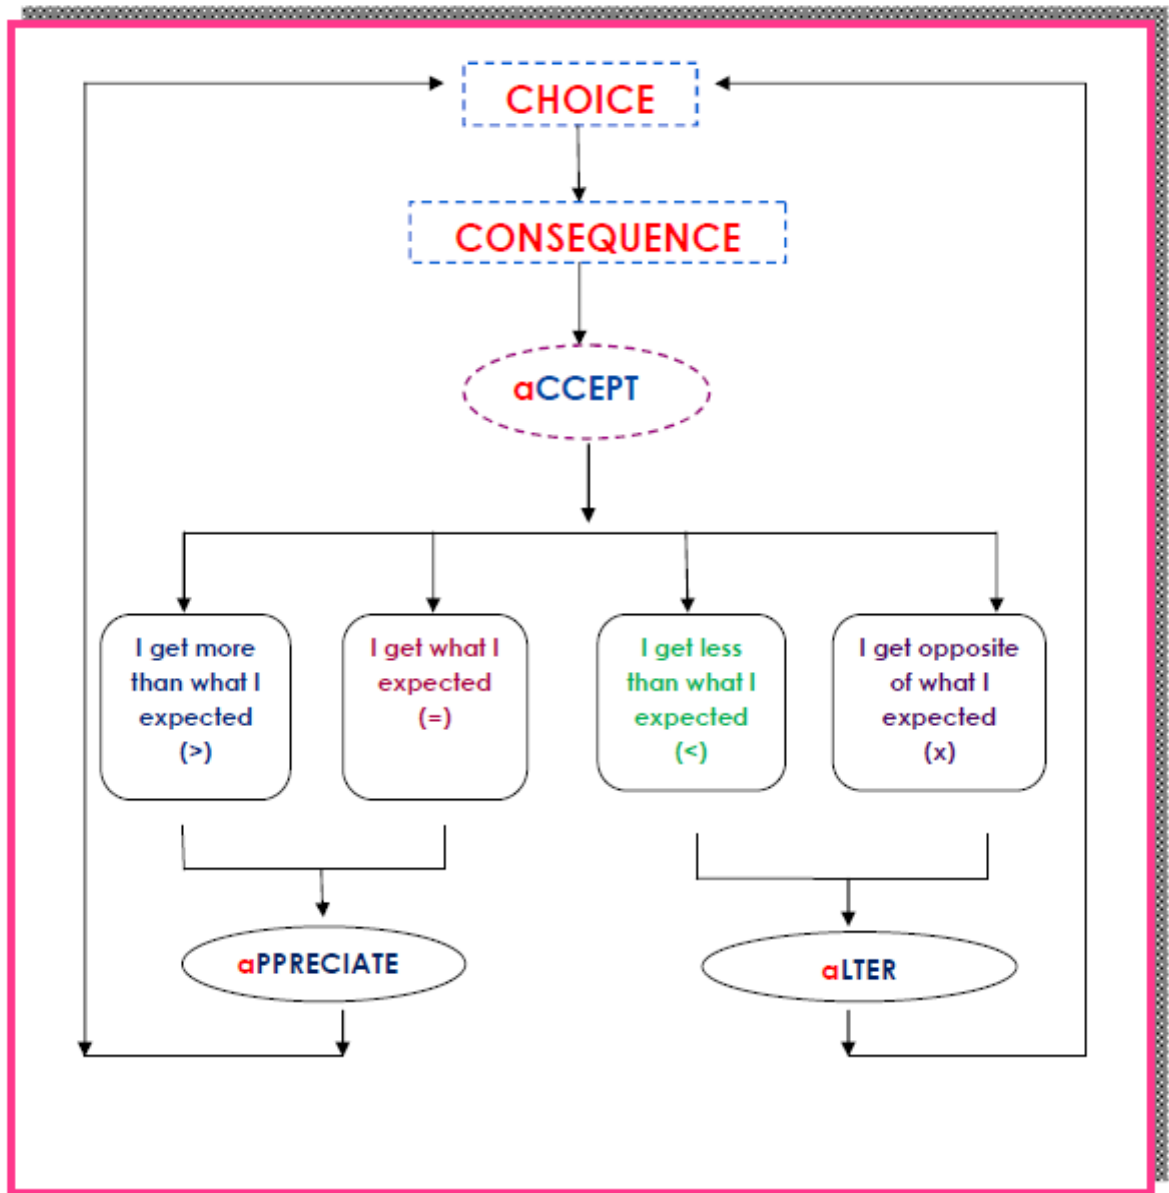 CHOICE
CONSEQUENCE
aCCEPT
I get more
than what I
expected
(>)
I get what I
expected
(=)
I get less
than what I
expected
(<)
I get opposite
of what I
expected
(x)
aPPRECIATE
aLTER